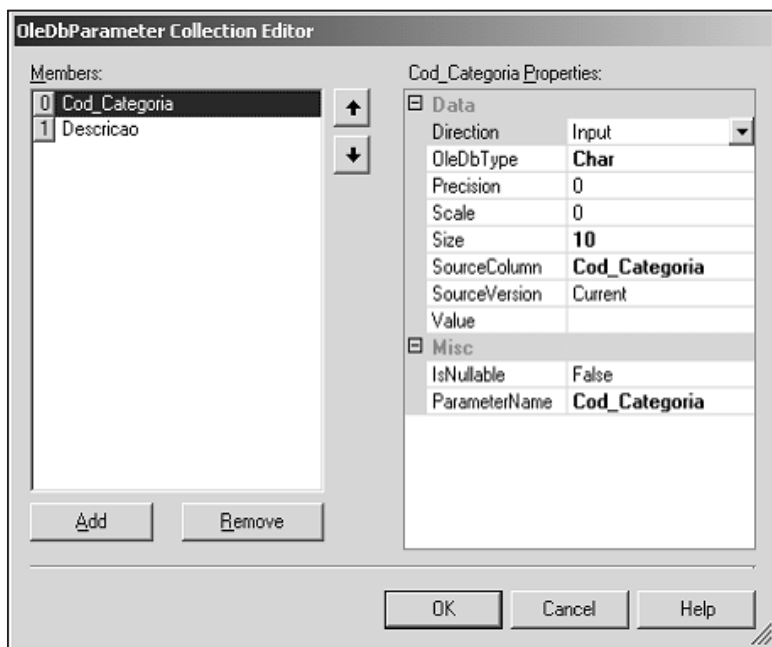 OleDbParameter Collection Editor
Members:
0 Cod_Categoria
1 Descricao
Add Remove
Cod_Categoria Properties:
Data
Direction Input
OleDbType Char
Precision 0
Scale 0
Size 10
SourceColumn Cod_Categoria
SourceVersion Current
Value
Misc
IsNullable False
ParameterName Cod_Categoria
OK Cancel Help